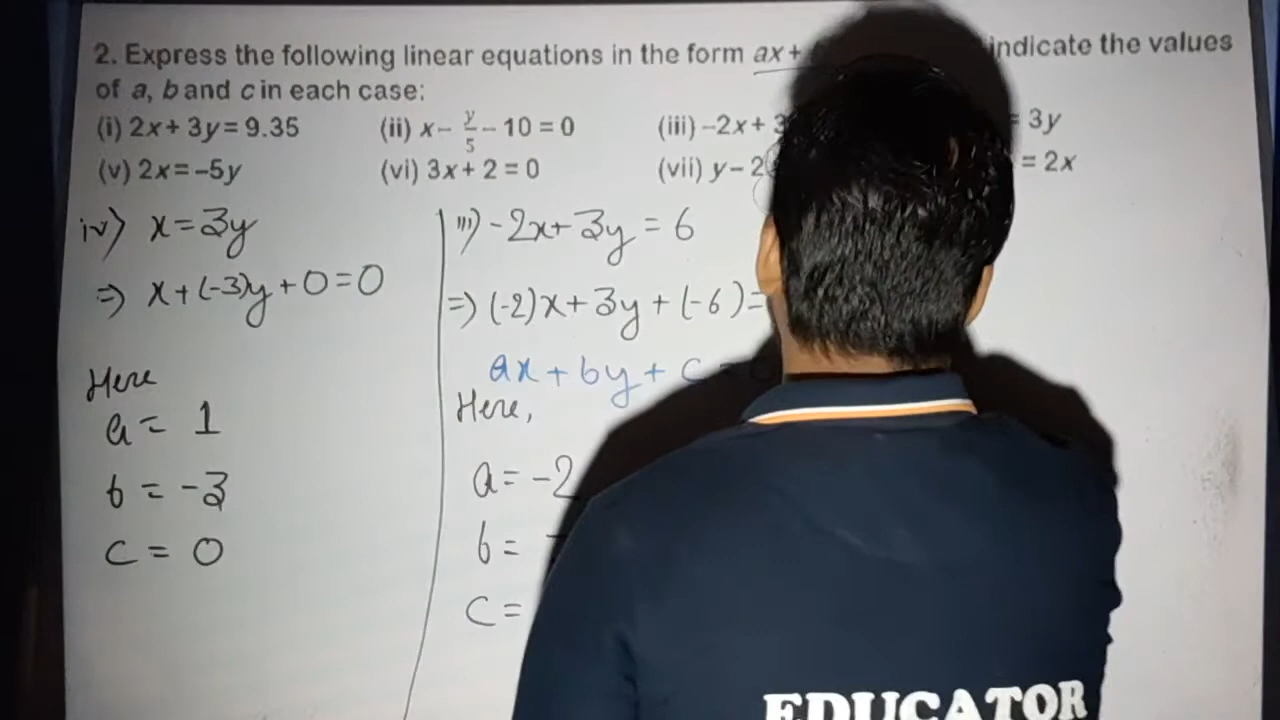 2. Express the following linear equations in the form ax + indicate the values
of a, b and c in each case:
(i) 2x + 3y = 9.35 (ii) x - y/5 - 10 = 0 (iii) -2x + 3 = 3y
(v) 2x = -5y (vi) 3x + 2 = 0 (vii) y - 2 = 2x
iv) x = 3y
⇒ x + (-3)y + 0 = 0
Here
a = 1
b = -3
c = 0
iii) -2x + 3y = 6
⇒ (-2)x + 3y + (-6) =
ax + by + c =
Here,
a = -2
b =
c =
EDUCATOR